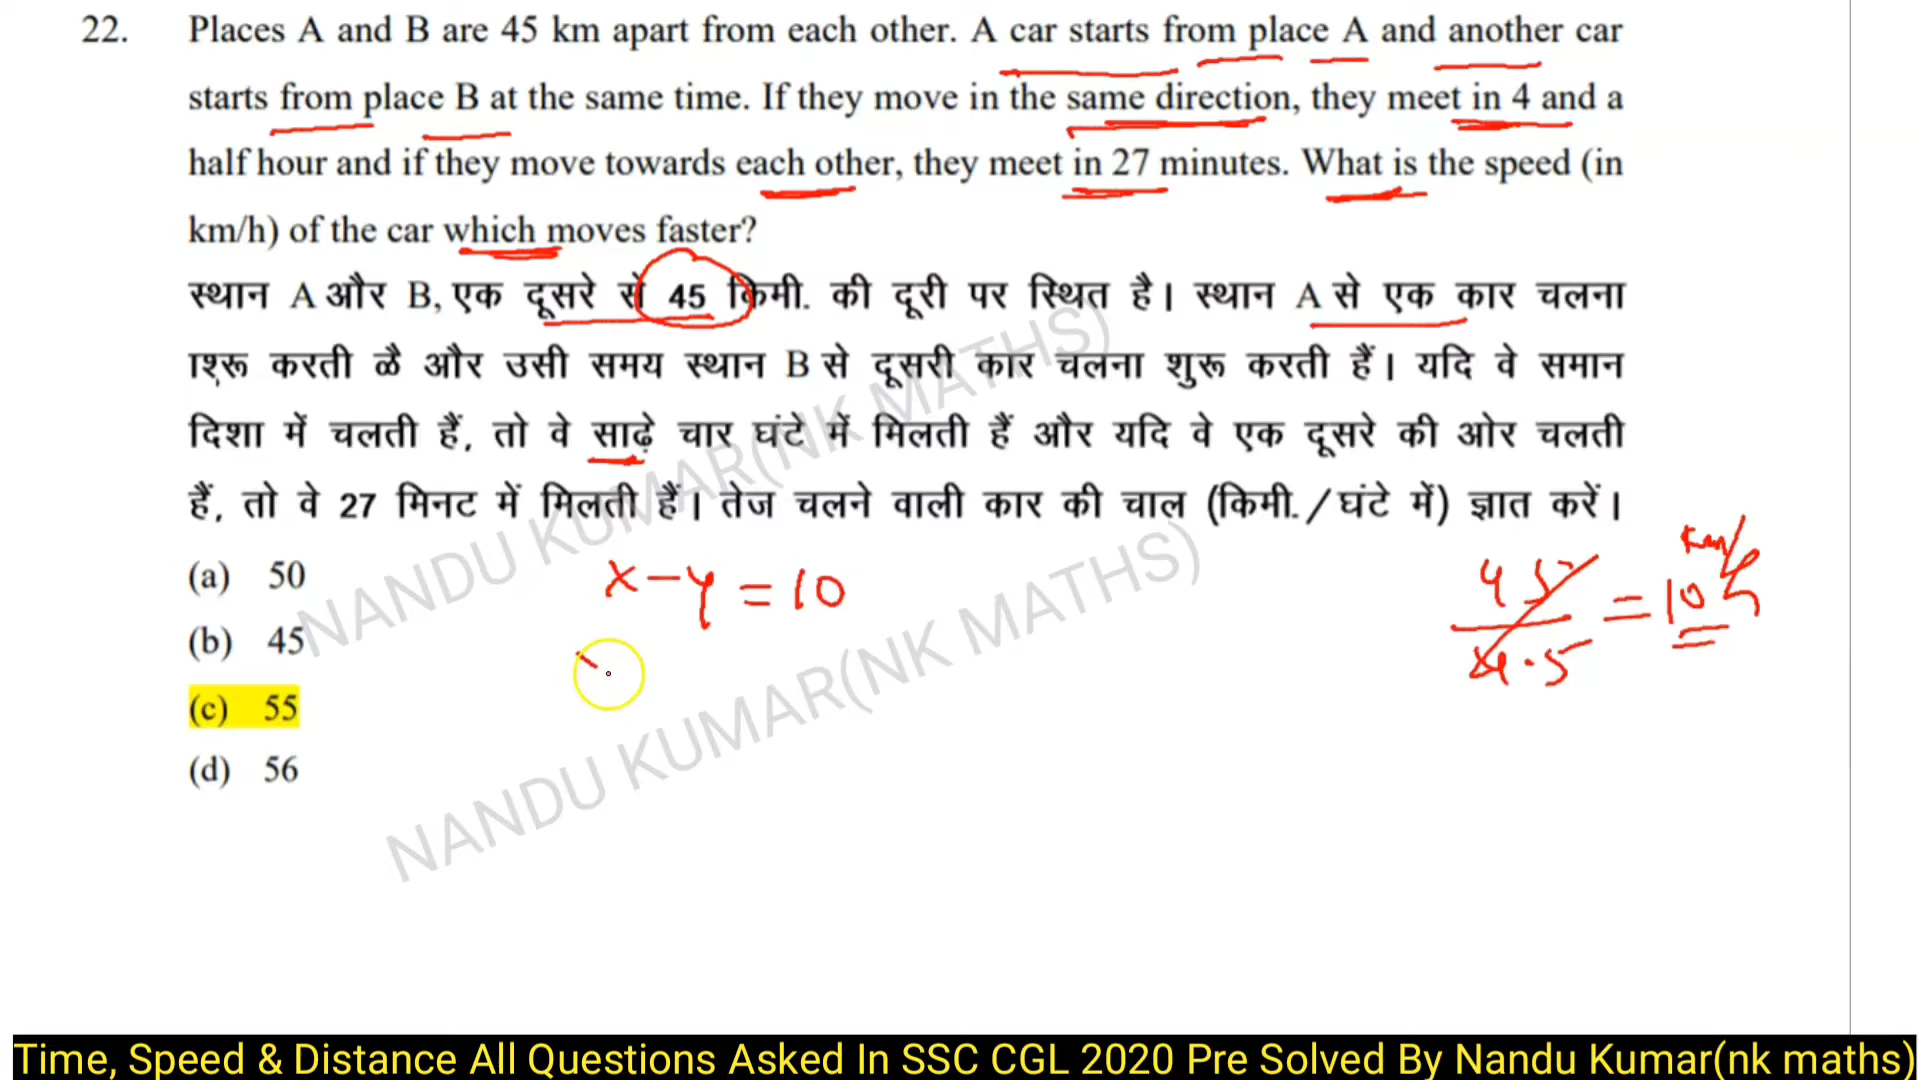 22. Places A and B are 45 km apart from each other. A car starts from place A and another car
starts from place B at the same time. If they move in the same direction, they meet in 4 and a
half hour and if they move towards each other, they meet in 27 minutes. What is the speed (in
km/h) of the car which moves faster?
स्थान A और B, एक दूसरे से 45 किमी. की दूरी पर स्थित है। स्थान A से एक कार चलना
ाश्रू करती ळै और उसी समय स्थान B से दूसरी कार चलना शुरू करती हैं। यदि वे समान
दिशा में चलती हैं, तो वे साढ़े चार घंटे में मिलती हैं और यदि वे एक दूसरे की ओर चलती
हैं, तो वे 27 मिनट में मिलती हैं। तेज चलने वाली कार की चाल (किमी./घंटे में) ज्ञात करें।
(a) 50
(b) 45
(c) 55
(d) 56
x - y = 10
45 / 4.5 = 10 km/h
NANDU KUMAR(NK MATHS)
NANDU KUMAR(NK MATHS)
Time, Speed & Distance All Questions Asked In SSC CGL 2020 Pre Solved By Nandu Kumar(nk maths)